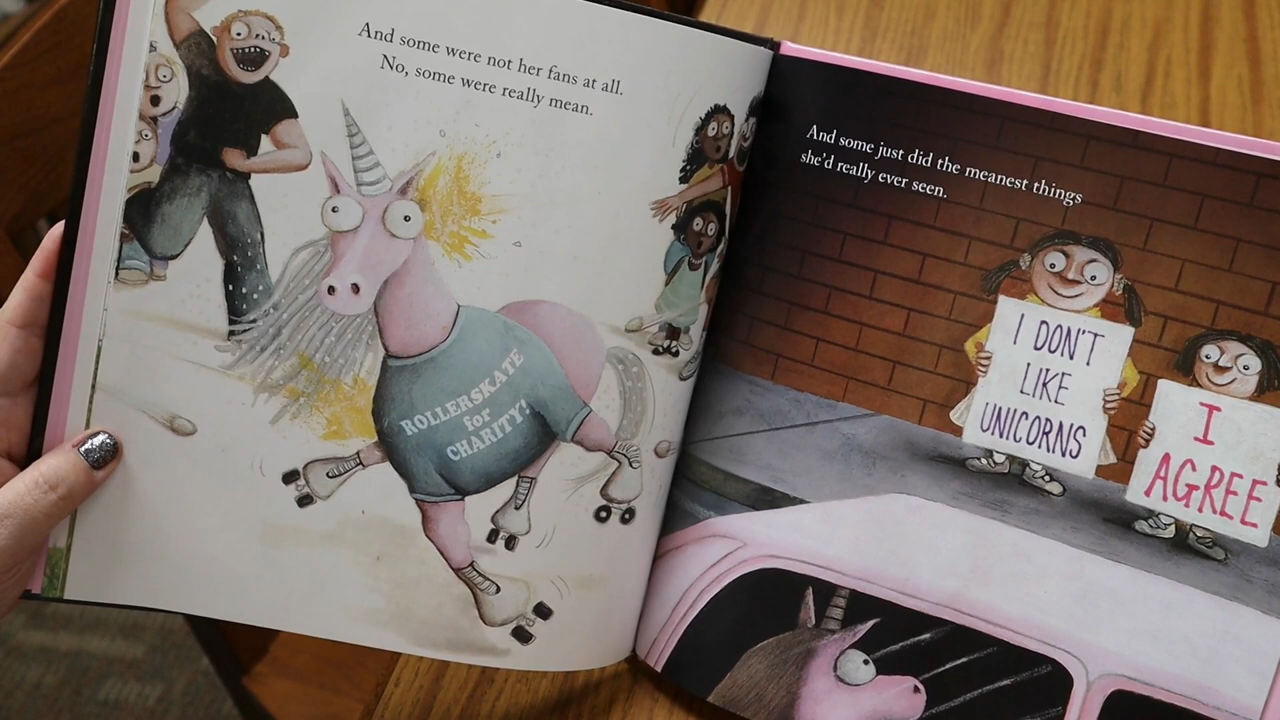 And some were not her fans at all.
No, some were really mean.
ROLLERSKATE
for
CHARITY!
And some just did the meanest things
she'd really ever seen.
I DON'T
LIKE
UNICORNS
I
AGREE